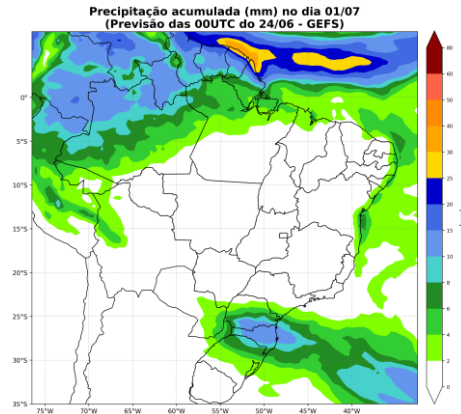 Precipitação acumulada (mm) no dia 01/07
(Previsão das 00UTC do 24/06 - GEFS)
0°
5°S
10°S
15°S
20°S
25°S
30°S
35°S
75°W
70°W
65°W
60°W
55°W
50°W
45°W
40°W
80
60
50
40
30
25
20
15
10
8
6
4
2
0